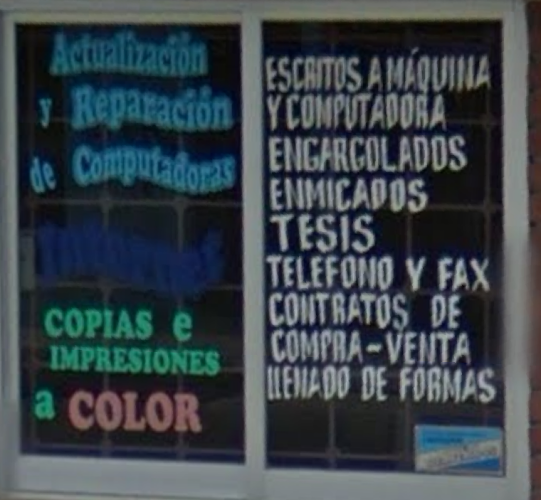 Actualización
y Reparación
de Computadoras
COPIAS e
IMPRESIONES
a COLOR
ESCRITOS A MÁQUINA
Y COMPUTADORA
ENGARGOLADOS
ENMICADOS
TESIS
TELEFONO Y FAX
CONTRATOS DE
COMPRA-VENTA
LLENADO DE FORMAS